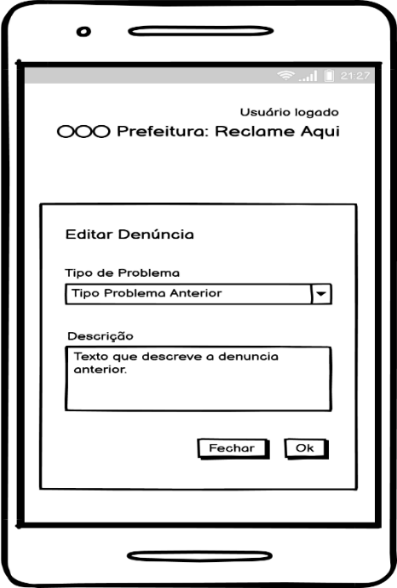 21:27
Usuário logado
OOO Prefeitura: Reclame Aqui
Editar Denúncia
Tipo de Problema
Tipo Problema Anterior
Descrição
Texto que descreve a denuncia
anterior.
Fechar Ok